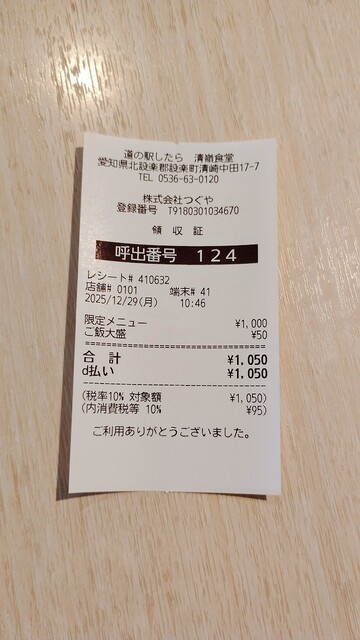 道の駅したら 清嶺食堂
愛知県北設楽郡設楽町清崎中田17-7
TEL 0536-63-0120
株式会社つぐや
登録番号 T9180301034670
領 収 証
呼出番号 124
レシート# 410632
店舗# 0101 端末# 41
2025/12/29(月) 10:46
限定メニュー ¥1,000
ご飯大盛 ¥50
合 計 ¥1,050
d払い ¥1,050
(税率10% 対象額 ¥1,050)
(内消費税等 10% ¥95)
ご利用ありがとうございました。